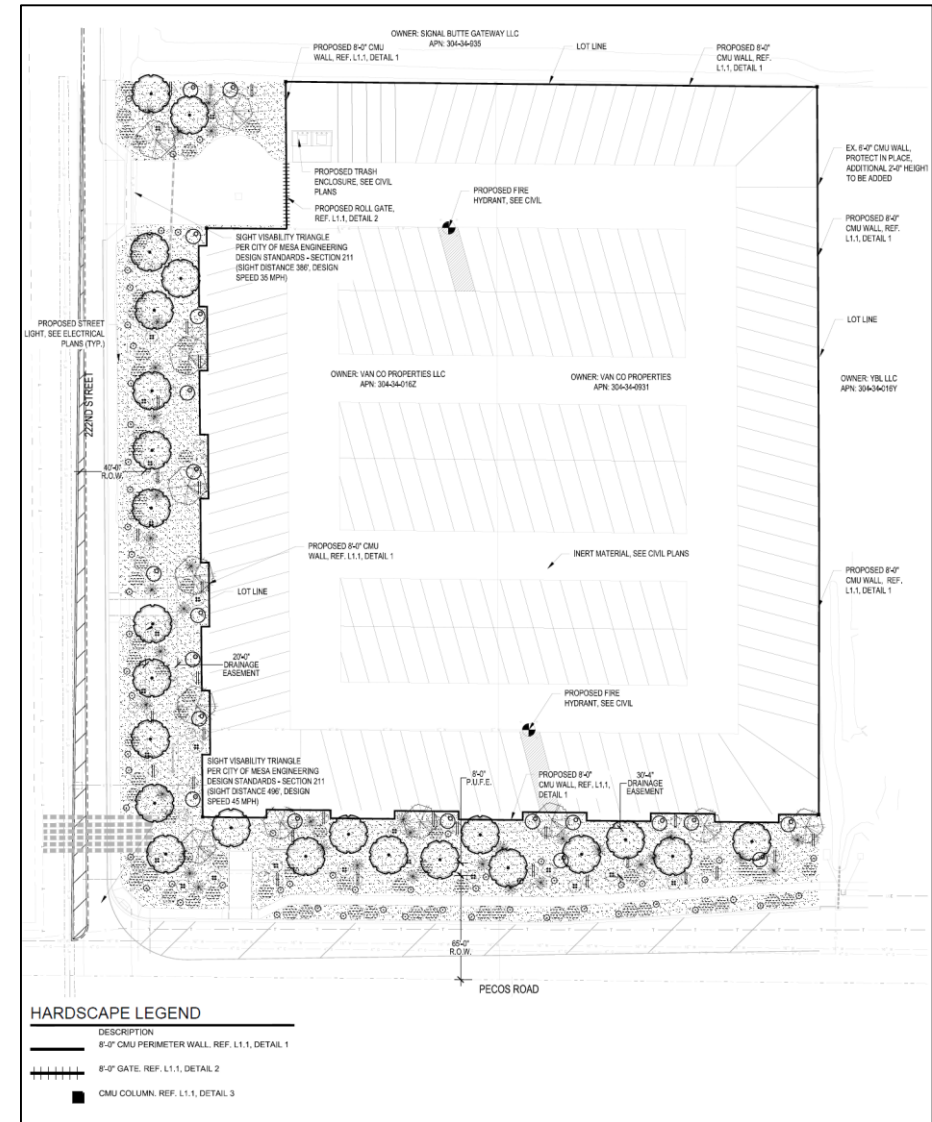 OWNER: SIGNAL BUTTE GATEWAY LLC
APN: 304-34-935
PROPOSED 8'-0" CMU
WALL, REF. L1.1, DETAIL 1
LOT LINE
PROPOSED 8'-0"
CMU WALL, REF.
L1.1, DETAIL 1
EX. 6'-0" CMU WALL,
PROTECT IN PLACE,
ADDITIONAL 2'-0" HEIGHT
TO BE ADDED
PROPOSED TRASH
ENCLOSURE, SEE CIVIL
PLANS
PROPOSED FIRE
HYDRANT, SEE CIVIL
PROPOSED ROLL GATE,
REF. L1.1, DETAIL 2
PROPOSED 8'-0"
CMU WALL, REF.
L1.1, DETAIL 1
SIGHT VISABILITY TRIANGLE
PER CITY OF MESA ENGINEERING
DESIGN STANDARDS - SECTION 211
(SIGHT DISTANCE 386', DESIGN
SPEED 35 MPH)
PROPOSED STREET
LIGHT, SEE ELECTRICAL
PLANS (TYP.)
LOT LINE
OWNER: VAN CO PROPERTIES LLC
APN: 304-34-016Z
OWNER: VAN CO PROPERTIES
APN: 304-34-0931
OWNER: YBL LLC
APN: 304-34-016Y
222ND STREET
40'-0"
R.O.W.
PROPOSED 8'-0" CMU
WALL, REF. L1.1, DETAIL 1
INERT MATERIAL, SEE CIVIL PLANS
PROPOSED 8'-0"
CMU WALL, REF.
L1.1, DETAIL 1
LOT LINE
20'-0"
DRAINAGE
EASEMENT
PROPOSED FIRE
HYDRANT, SEE CIVIL
SIGHT VISABILITY TRIANGLE
PER CITY OF MESA ENGINEERING
DESIGN STANDARDS - SECTION 211
(SIGHT DISTANCE 496', DESIGN
SPEED 45 MPH)
8'-0"
P.U.F.E.
PROPOSED 8'-0"
CMU WALL, REF. L1.1,
DETAIL 1
30'-4"
DRAINAGE
EASEMENT
65'-0"
R.O.W.
PECOS ROAD
HARDSCAPE LEGEND
DESCRIPTION
8'-0" CMU PERIMETER WALL. REF. L1.1, DETAIL 1
8'-0" GATE. REF. L1.1, DETAIL 2
CMU COLUMN. REF. L1.1, DETAIL 3